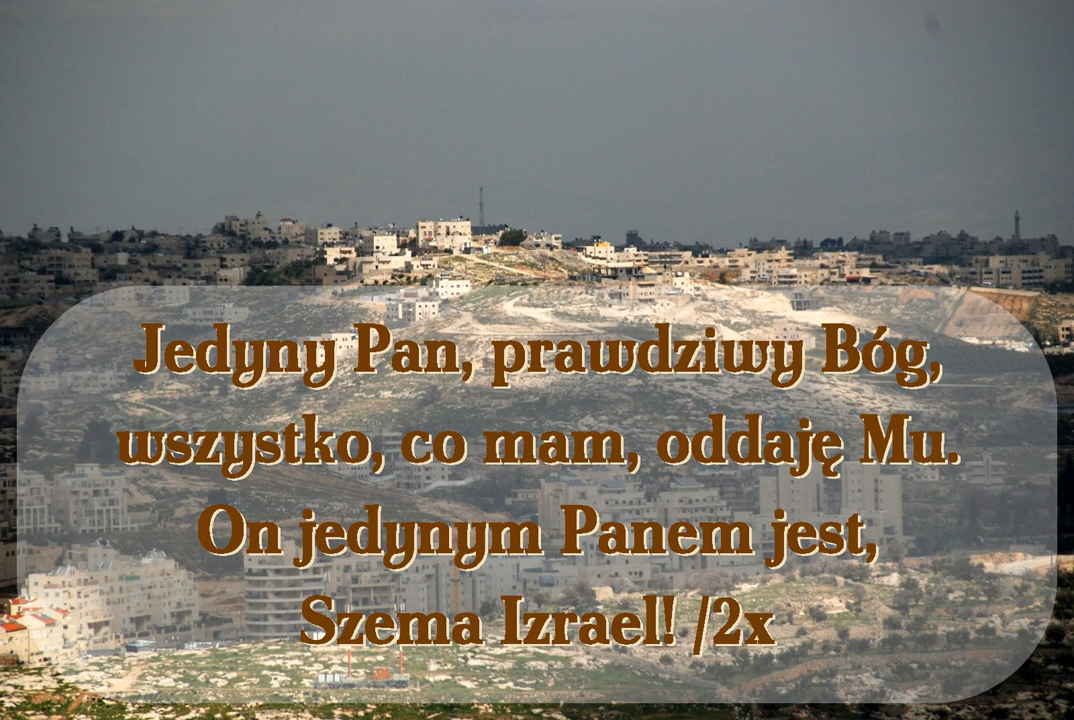 Jedyny Pan, prawdziwy Bóg,
wszystko, co mam, oddaję Mu.
On jedynym Panem jest,
Szema Izrael! /2x